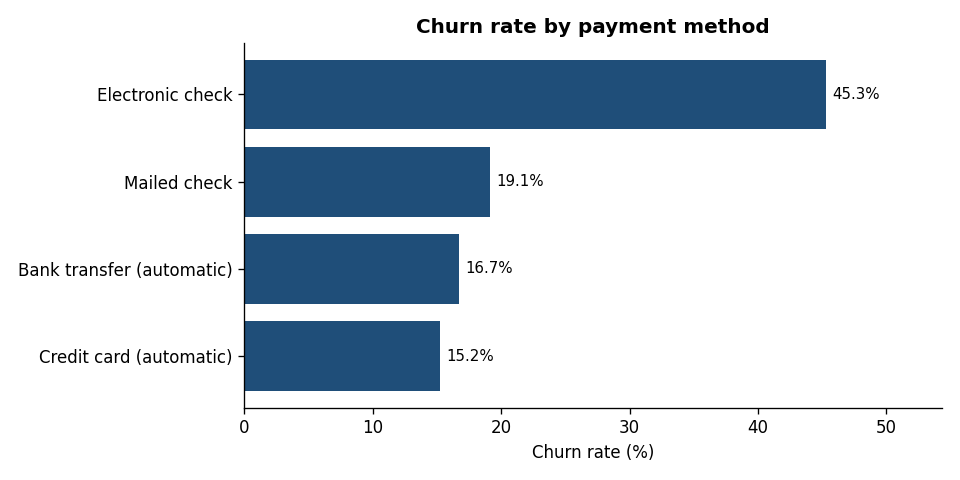 Churn rate by payment method
Electronic check
45.3%
Mailed check
19.1%
Bank transfer (automatic)
16.7%
Credit card (automatic)
15.2%
0 10 20 30 40 50
Churn rate (%)